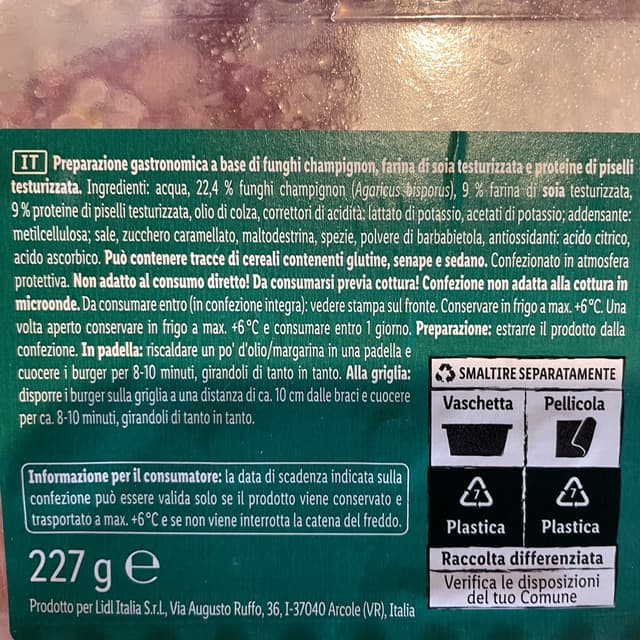 IT Preparazione gastronomica a base di funghi champignon, farina di soia testurizzata e proteine di piselli
testurizzata. Ingredienti: acqua, 22,4 % funghi champignon (Agaricus bisporus), 9 % farina di soia testurizzata,
9 % proteine di piselli testurizzata, olio di colza, correttori di acidità: lattato di potassio, acetati di potassio; addensante:
metilcellulosa; sale, zucchero caramellato, maltodestrina, spezie, polvere di barbabietola, antiossidanti: acido citrico,
acido ascorbico. Può contenere tracce di cereali contenenti glutine, senape e sedano. Confezionato in atmosfera
protettiva. Non adatto al consumo diretto! Da consumarsi previa cottura! Confezione non adatta alla cottura in
microonde. Da consumare entro (in confezione integra): vedere stampa sul fronte. Conservare in frigo a max. +6°C. Una
volta aperto conservare in frigo a max. +6°C e consumare entro 1 giorno. Preparazione: estrarre il prodotto dalla
confezione. In padella: riscaldare un po' d'olio/margarina in una padella e
cuocere i burger per 8-10 minuti, girandoli di tanto in tanto. Alla griglia:
disporre i burger sulla griglia a una distanza di ca. 10 cm dalle braci e cuocere
per ca. 8-10 minuti, girandoli di tanto in tanto.
Informazione per il consumatore: la data di scadenza indicata sulla
confezione può essere valida solo se il prodotto viene conservato e
trasportato a max. +6°C e se non viene interrotta la catena del freddo.
227 g e
Prodotto per Lidl Italia S.r.l., Via Augusto Ruffo, 36, I-37040 Arcole (VR), Italia
SMALTIRE SEPARATAMENTE
Vaschetta Pellicola
7 7
Plastica Plastica
Raccolta differenziata
Verifica le disposizioni
del tuo Comune